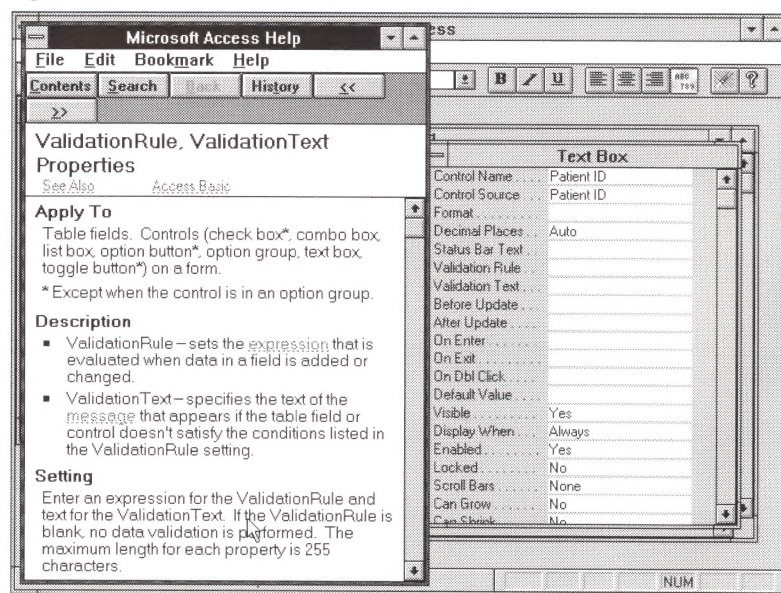 Microsoft Access Help
File Edit Bookmark Help
Contents Search Back History <<
>>
ValidationRule, ValidationText
Properties
See Also Access Basic
Apply To
Table fields. Controls (check box*, combo box,
list box, option button*, option group, text box,
toggle button*) on a form.
* Except when the control is in an option group.
Description
▪ ValidationRule–sets the expression that is
evaluated when data in a field is added or
changed.
▪ ValidationText–specifies the text of the
message that appears if the table field or
control doesn't satisfy the conditions listed in
the ValidationRule setting.
Setting
Enter an expression for the ValidationRule and
text for the ValidationText. If the ValidationRule is
blank, no data validation is performed. The
maximum length for each property is 255
characters.
ess
B I U ABC 789 ?
Text Box
Control Name.... Patient ID
Control Source... Patient ID
Format.........
Decimal Places... Auto
Status Bar Text..
Validation Rule...
Validation Text...
Before Update...
After Update....
On Enter.......
On Exit........
On Dbl Click.....
Default Value....
Visible......... Yes
Display When... Always
Enabled........ Yes
Locked........ No
Scroll Bars...... None
Can Grow...... No
Can Shrink..... No
NUM